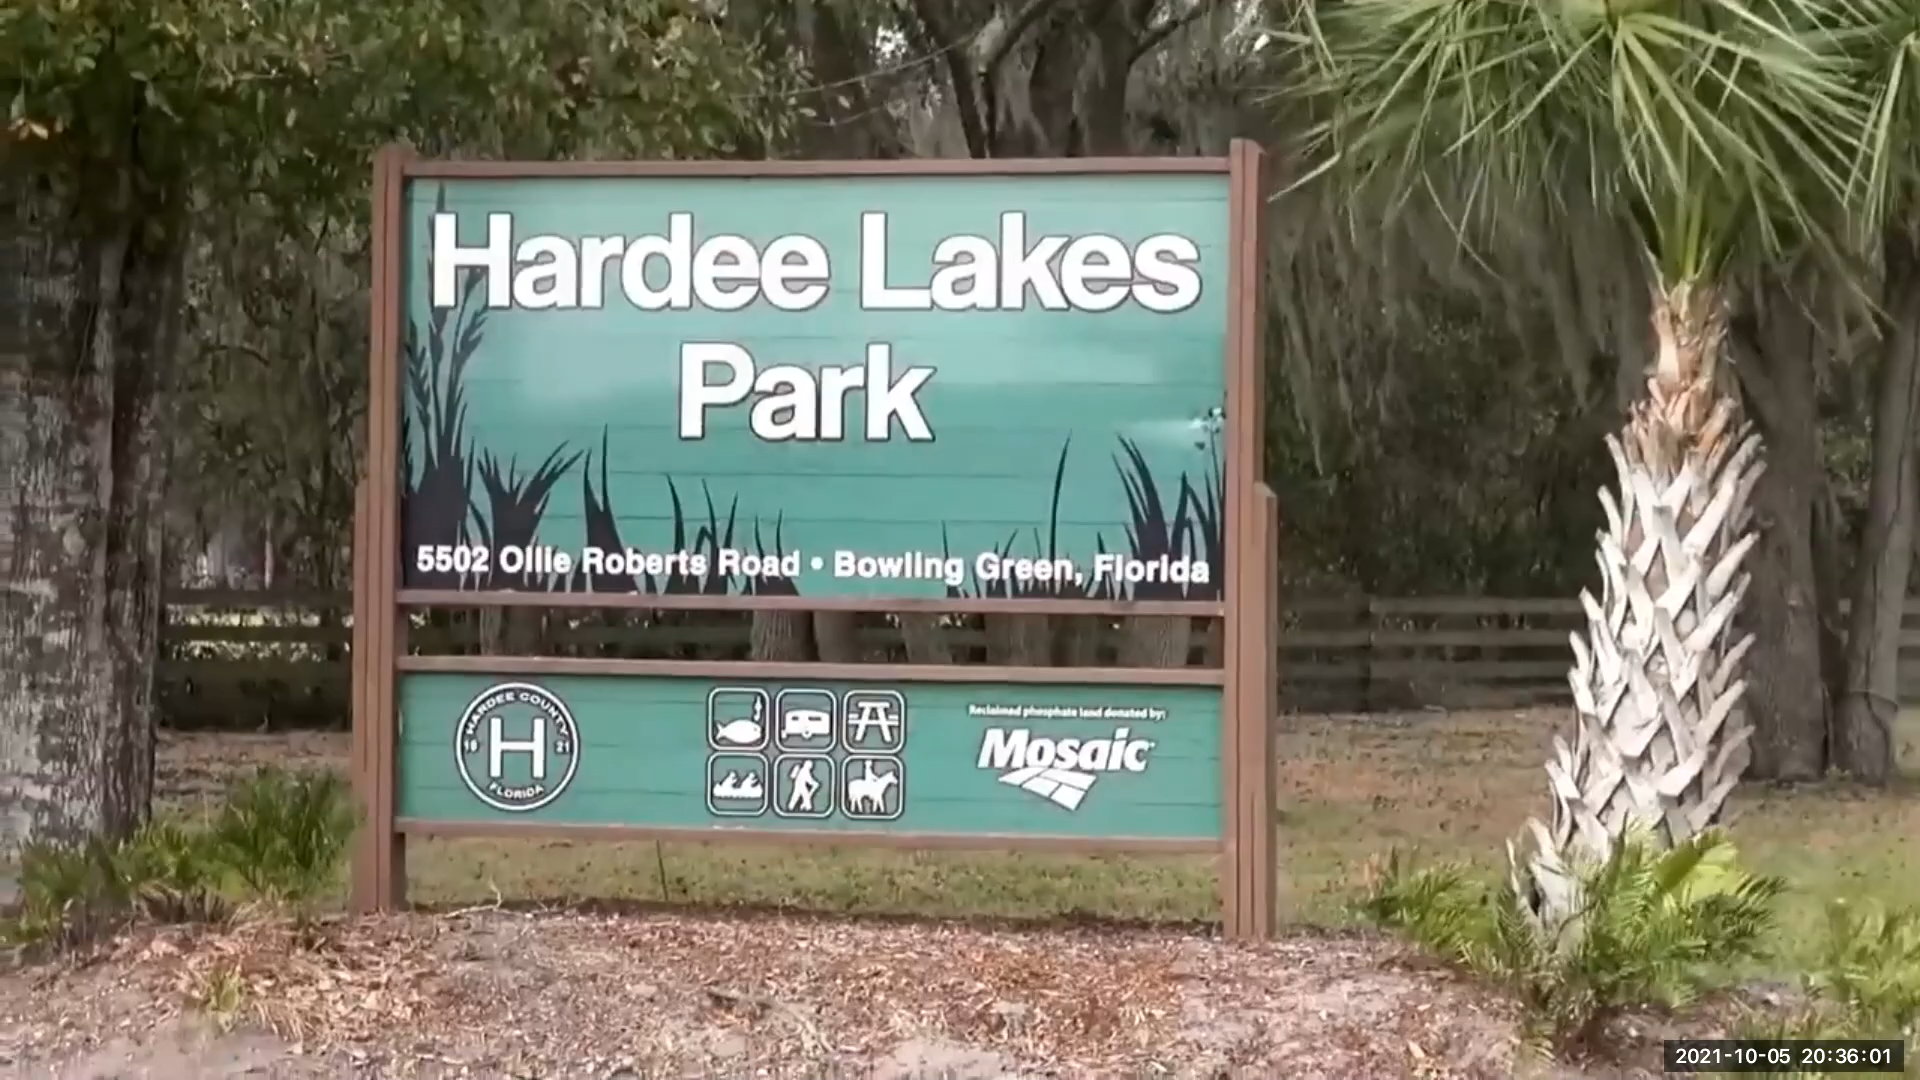 Hardee Lakes
Park
5502 Ollie Roberts Road • Bowling Green, Florida
HARDEE COUNTY
19 H 21
FLORIDA
Reclaimed phosphate land donated by:
Mosaic
2021-10-05 20:36:01